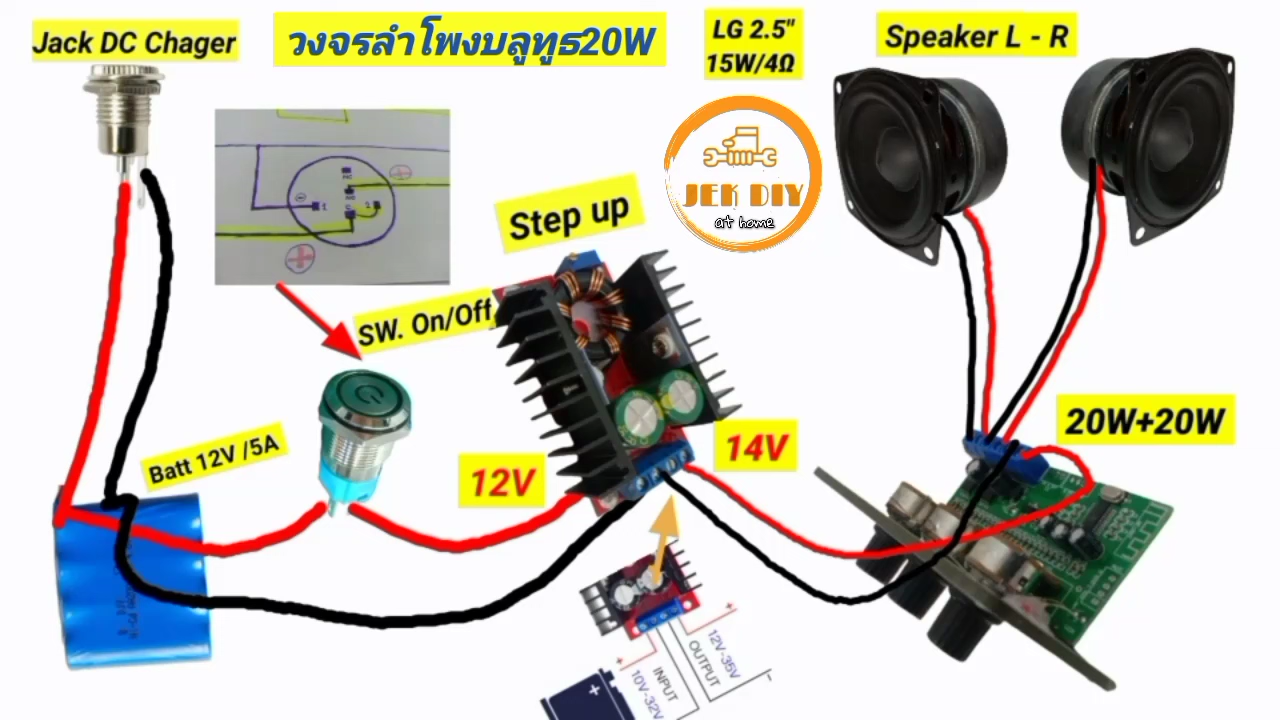 Jack DC Chager
วงจรลำโพงบลูทูธ20W
LG 2.5"
15W/4Ω
Speaker L - R
JEK DIY
at home
Step up
SW. On/Off
Batt 12V /5A
12V
14V
20W+20W
INPUT
10V-32V
OUTPUT
12V-35V